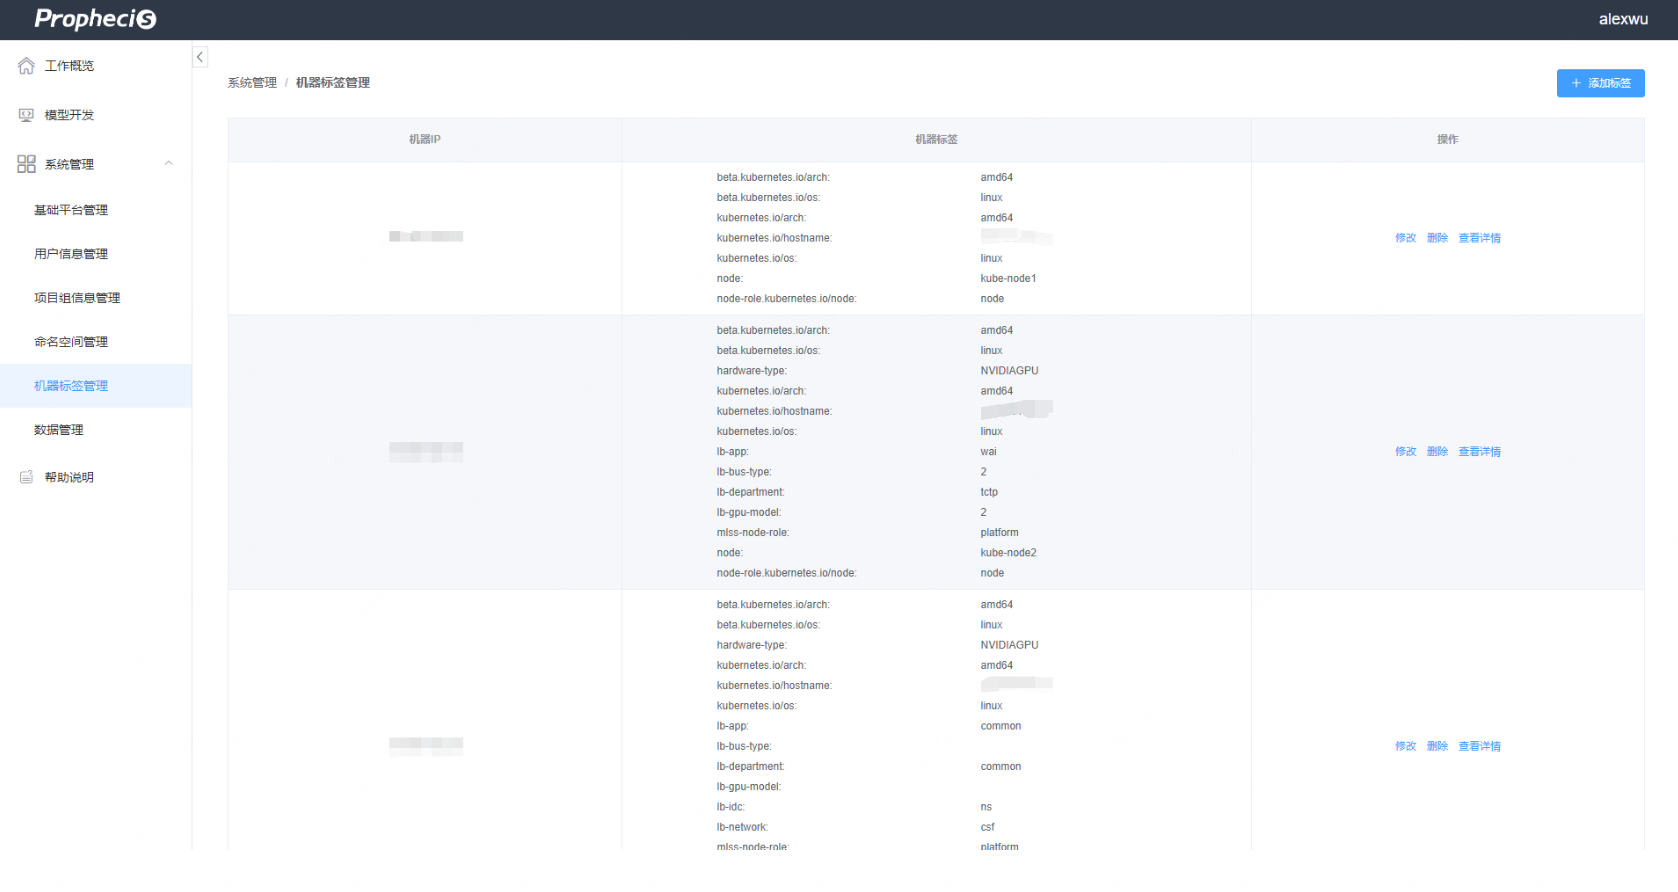 Prophecis
alexwu
工作概览
模型开发
系统管理
基础平台管理
用户信息管理
项目组信息管理
命名空间管理
机器标签管理
数据管理
帮助说明
系统管理 / 机器标签管理
+ 添加标签
机器IP 机器标签 操作
beta.kubernetes.io/arch: amd64
beta.kubernetes.io/os: linux
kubernetes.io/arch: amd64
kubernetes.io/hostname:
kubernetes.io/os: linux
node: kube-node1
node-role.kubernetes.io/node: node
修改 删除 查看详情
beta.kubernetes.io/arch: amd64
beta.kubernetes.io/os: linux
hardware-type: NVIDIAGPU
kubernetes.io/arch: amd64
kubernetes.io/hostname:
kubernetes.io/os: linux
lb-app: wai
lb-bus-type: 2
lb-department: tctp
lb-gpu-model: 2
mlss-node-role: platform
node: kube-node2
node-role.kubernetes.io/node: node
修改 删除 查看详情
beta.kubernetes.io/arch: amd64
beta.kubernetes.io/os: linux
hardware-type: NVIDIAGPU
kubernetes.io/arch: amd64
kubernetes.io/hostname:
kubernetes.io/os: linux
lb-app: common
lb-bus-type:
lb-department: common
lb-gpu-model:
lb-idc: ns
lb-network: csf
mlss-node-role: platform
修改 删除 查看详情